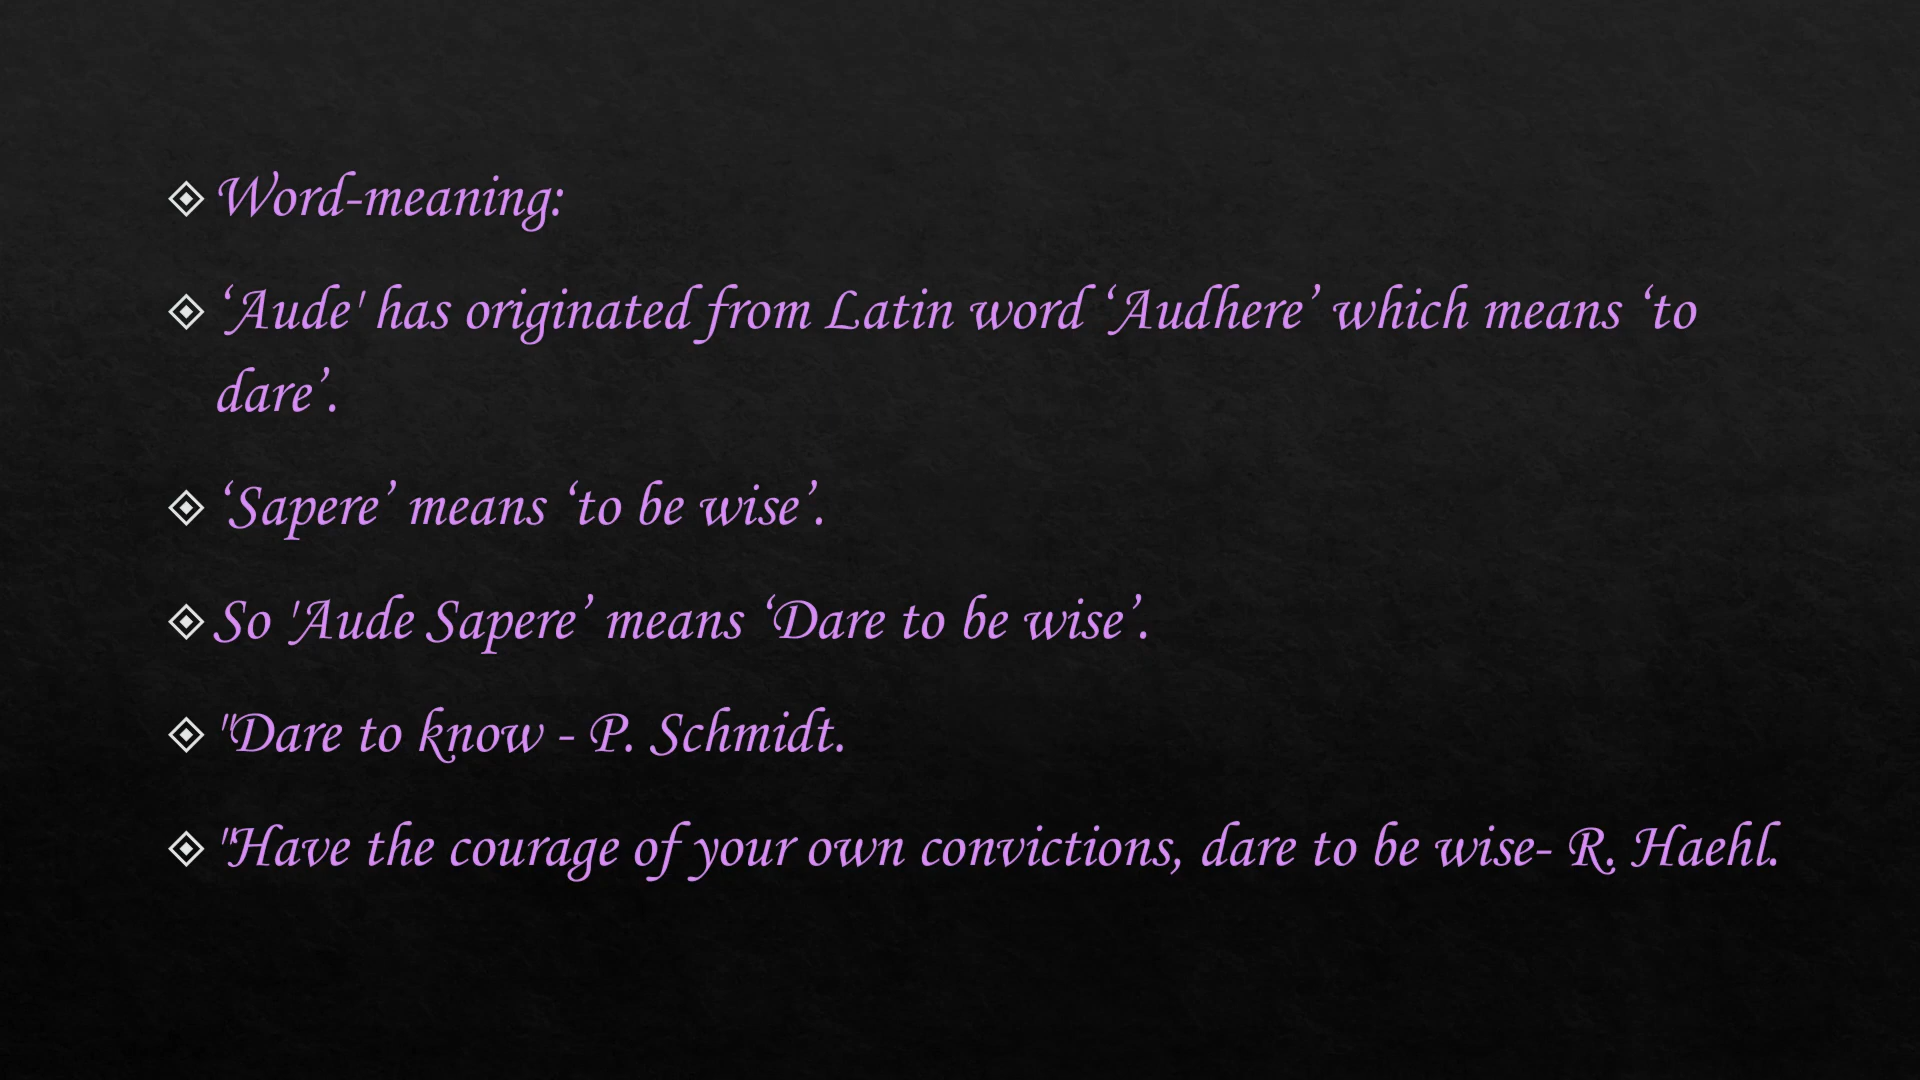 Word-meaning:
‘Aude' has originated from Latin word ‘Audhere’ which means ‘to
dare’.
‘Sapere’ means ‘to be wise’.
So 'Aude Sapere’ means ‘Dare to be wise’.
"Dare to know - P. Schmidt.
"Have the courage of your own convictions, dare to be wise- R. Haehl.